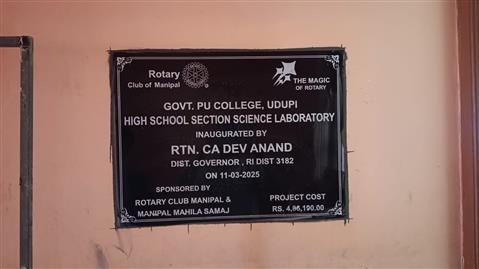 Rotary
Club of Manipal
THE MAGIC
OF ROTARY
GOVT. PU COLLEGE, UDUPI
HIGH SCHOOL SECTION SCIENCE LABORATORY
INAUGURATED BY
RTN. CA DEV ANAND
DIST. GOVERNOR , RI DIST 3182
ON 11-03-2025
SPONSORED BY
ROTARY CLUB MANIPAL &
MANIPAL MAHILA SAMAJ
PROJECT COST
RS. 4,86,190.00